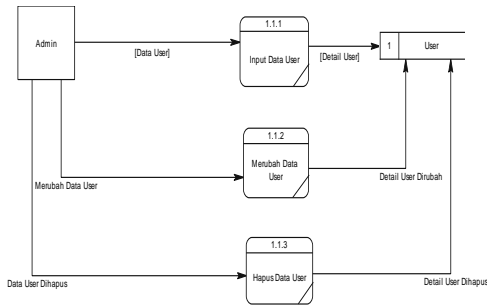 1.1.1
Admin
[Data User]
Input Data User
[Detail User]
1 User
1.1.2
Merubah Data
User
Merubah Data User
Detail User Dirubah
1.1.3
Hapus Data User
Data User Dihapus
Detail User Dihapus